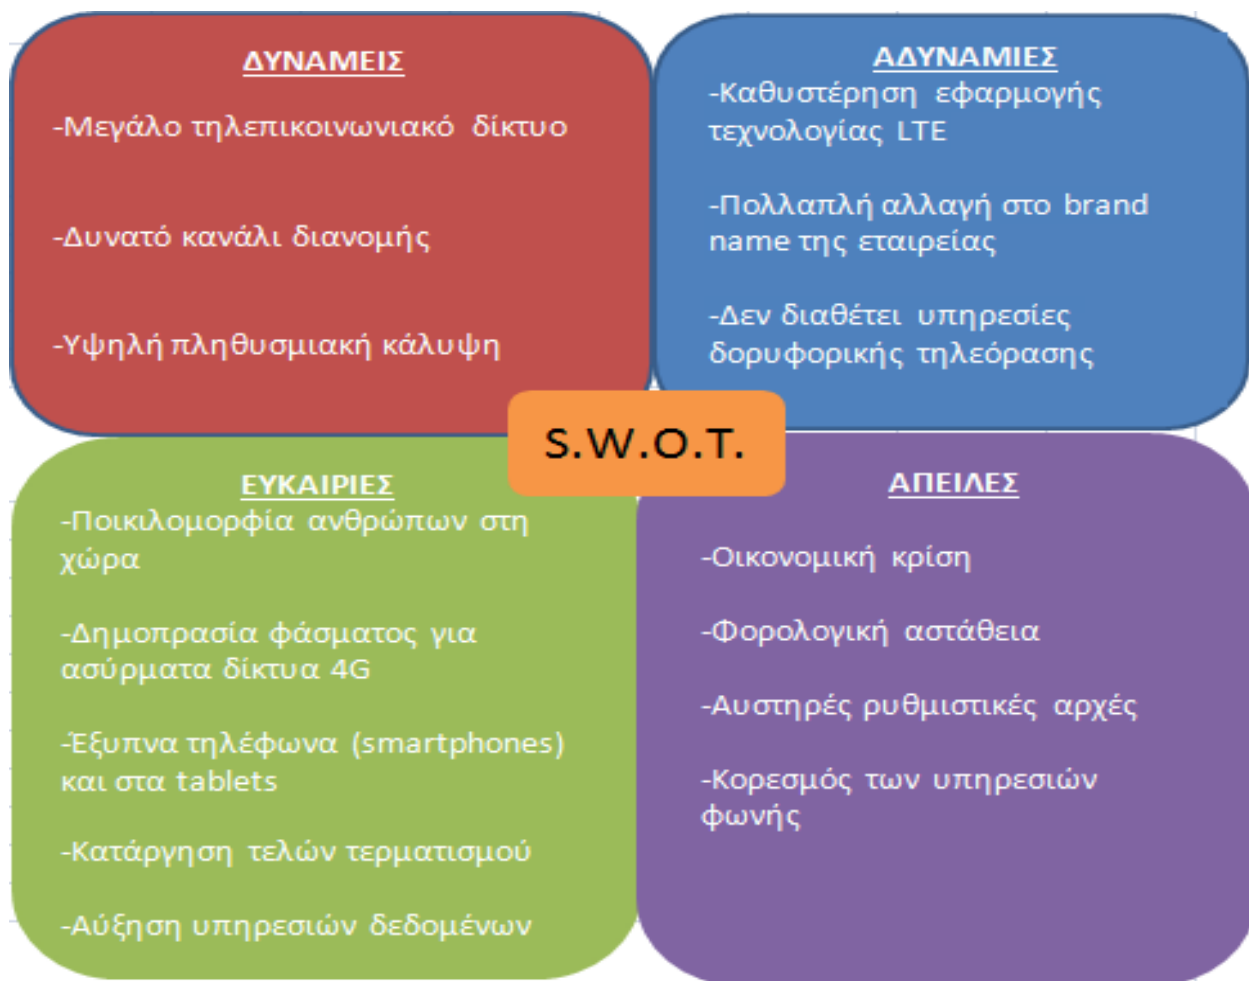 ΔΥΝΑΜΕΙΣ
-Μεγάλο τηλεπικοινωνιακό δίκτυο
-Δυνατό κανάλι διανομής
-Υψηλή πληθυσμιακή κάλυψη
ΑΔΥΝΑΜΙΕΣ
-Καθυστέρηση εφαρμογής
τεχνολογίας LTE
-Πολλαπλή αλλαγή στο brand
name της εταιρείας
-Δεν διαθέτει υπηρεσίες
δορυφορικής τηλεόρασης
S.W.O.T.
ΕΥΚΑΙΡΙΕΣ
-Ποικιλομορφία ανθρώπων στη
χώρα
-Δημοπρασία φάσματος για
ασύρματα δίκτυα 4G
-Έξυπνα τηλέφωνα (smartphones)
και στα tablets
-Κατάργηση τελών τερματισμού
-Αύξηση υπηρεσιών δεδομένων
ΑΠΕΙΛΕΣ
-Οικονομική κρίση
-Φορολογική αστάθεια
-Αυστηρές ρυθμιστικές αρχές
-Κορεσμός των υπηρεσιών
φωνής